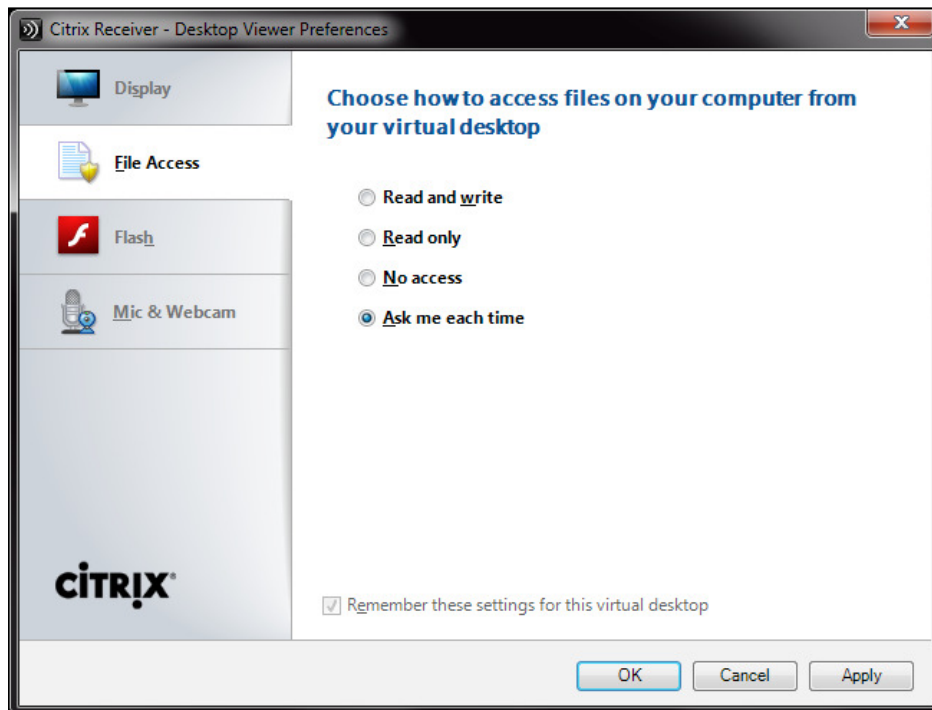 Citrix Receiver - Desktop Viewer Preferences
Display
File Access
Flash
Mic & Webcam
CİTRIX
Choose how to access files on your computer from
your virtual desktop
Read and write
Read only
No access
Ask me each time
Remember these settings for this virtual desktop
OK
Cancel
Apply